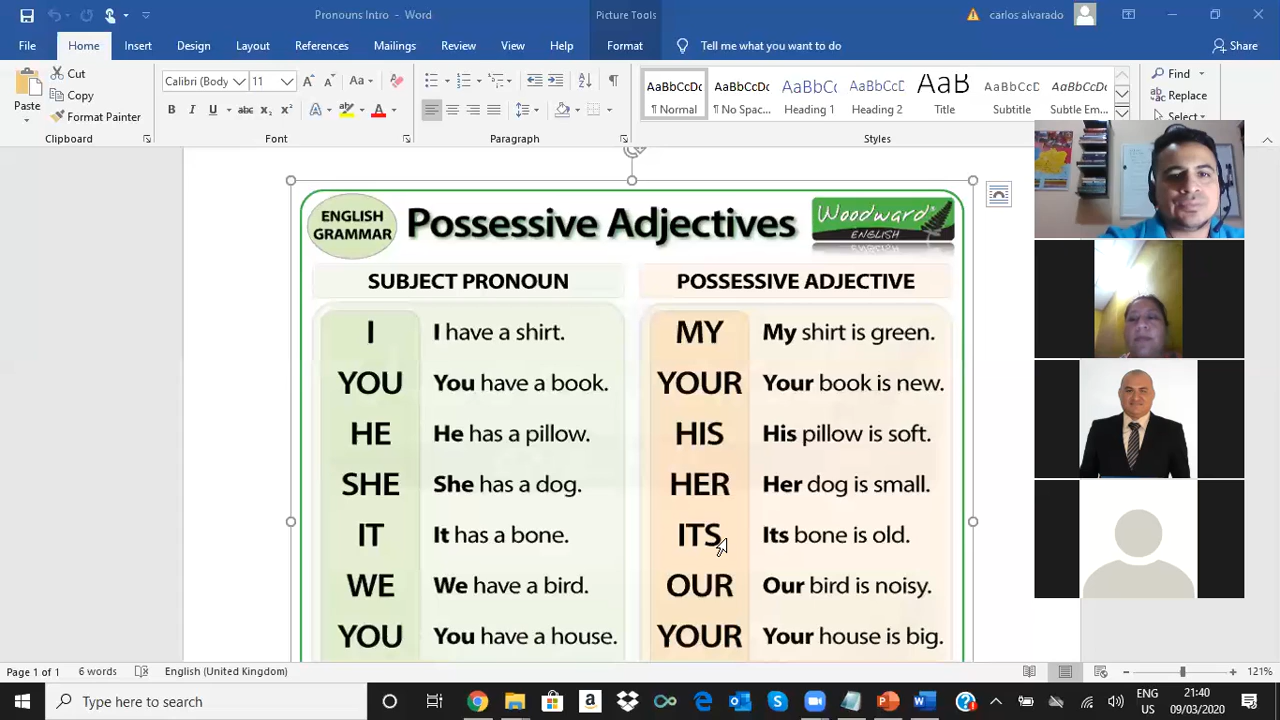 Pronouns Intro - Word
Picture Tools
carlos alvarado
File Home Insert Design Layout References Mailings Review View Help Format Tell me what you want to do Share
Paste
Cut
Copy
Format Painter
Clipboard
Calibri (Body 11
Font
Paragraph
AaBbCcDc AaBbCcDc AaBbC AaBbCcC AaB AaBbCcD AaBbCcDc
¶ Normal ¶ No Spac... Heading 1 Heading 2 Title Subtitle Subtle Em...
Styles
Find
Replace
Select
ENGLISH
GRAMMAR
Possessive Adjectives
Woodward®
ENGLISH
SUBJECT PRONOUN POSSESSIVE ADJECTIVE
I I have a shirt. MY My shirt is green.
YOU You have a book. YOUR Your book is new.
HE He has a pillow. HIS His pillow is soft.
SHE She has a dog. HER Her dog is small.
IT It has a bone. ITS Its bone is old.
WE We have a bird. OUR Our bird is noisy.
YOU You have a house. YOUR Your house is big.
Page 1 of 1 6 words English (United Kingdom) 121%
Type here to search
ENG
US
21:40
09/03/2020